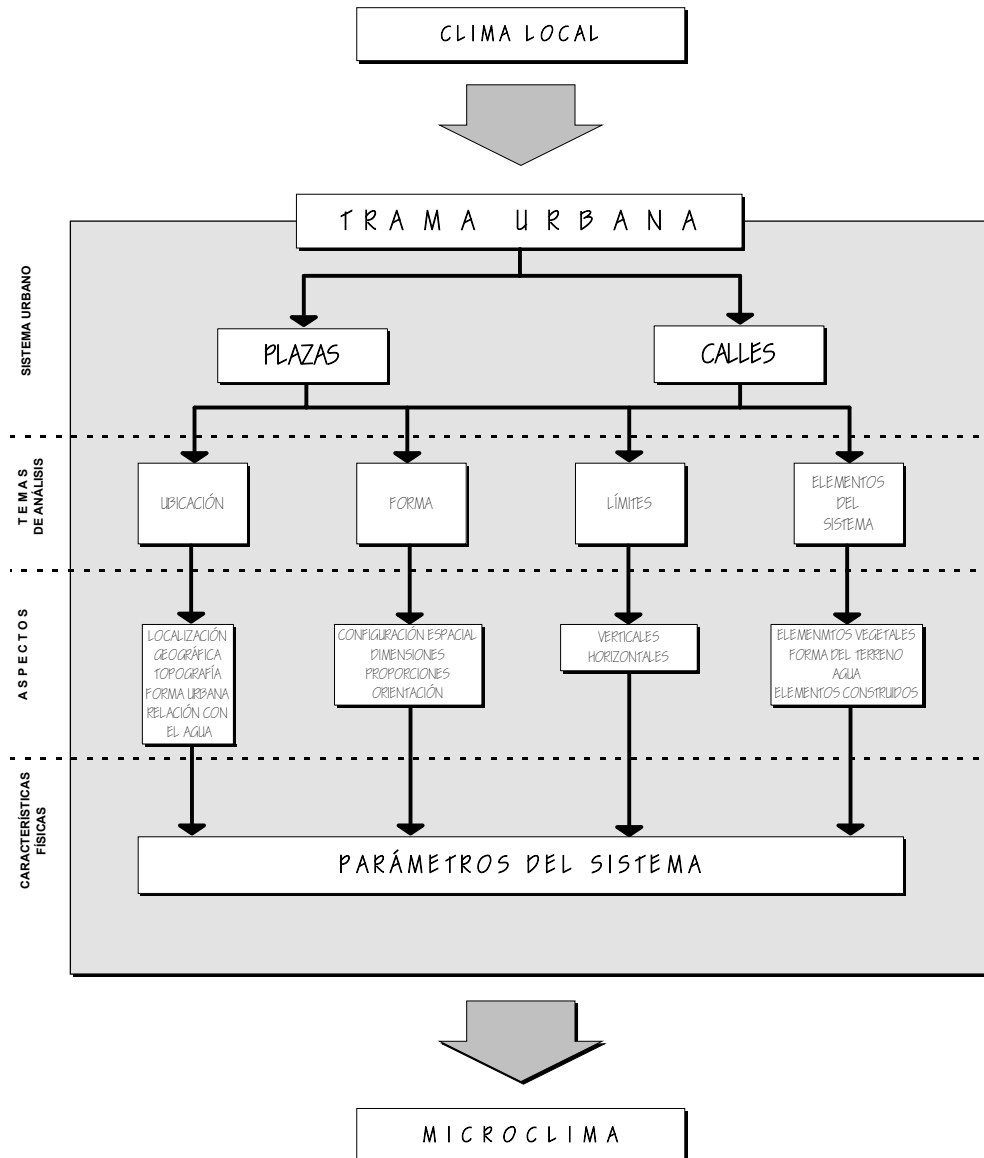 CLIMA LOCAL
TRAMA URBANA
SISTEMA URBANO
PLAZAS
CALLES
TEMAS
DE ANÁLISIS
UBICACIÓN
FORMA
LÍMITES
ELEMENTOS
DEL
SISTEMA
ASPECTOS
LOCALIZACIÓN
GEOGRÁFICA
TOPOGRAFÍA
FORMA URBANA
RELACIÓN CON
EL AGUA
CONFIGURACIÓN ESPACIAL
DIMENSIONES
PROPORCIONES
ORIENTACIÓN
VERTICALES
HORIZONTALES
ELEMENMTOS VEGETALES
FORMA DEL TERRENO
AGUA
ELEMENTOS CONSTRUIDOS
CARACTERÍSTICAS
FÍSICAS
PARÁMETROS DEL SISTEMA
MICROCLIMA